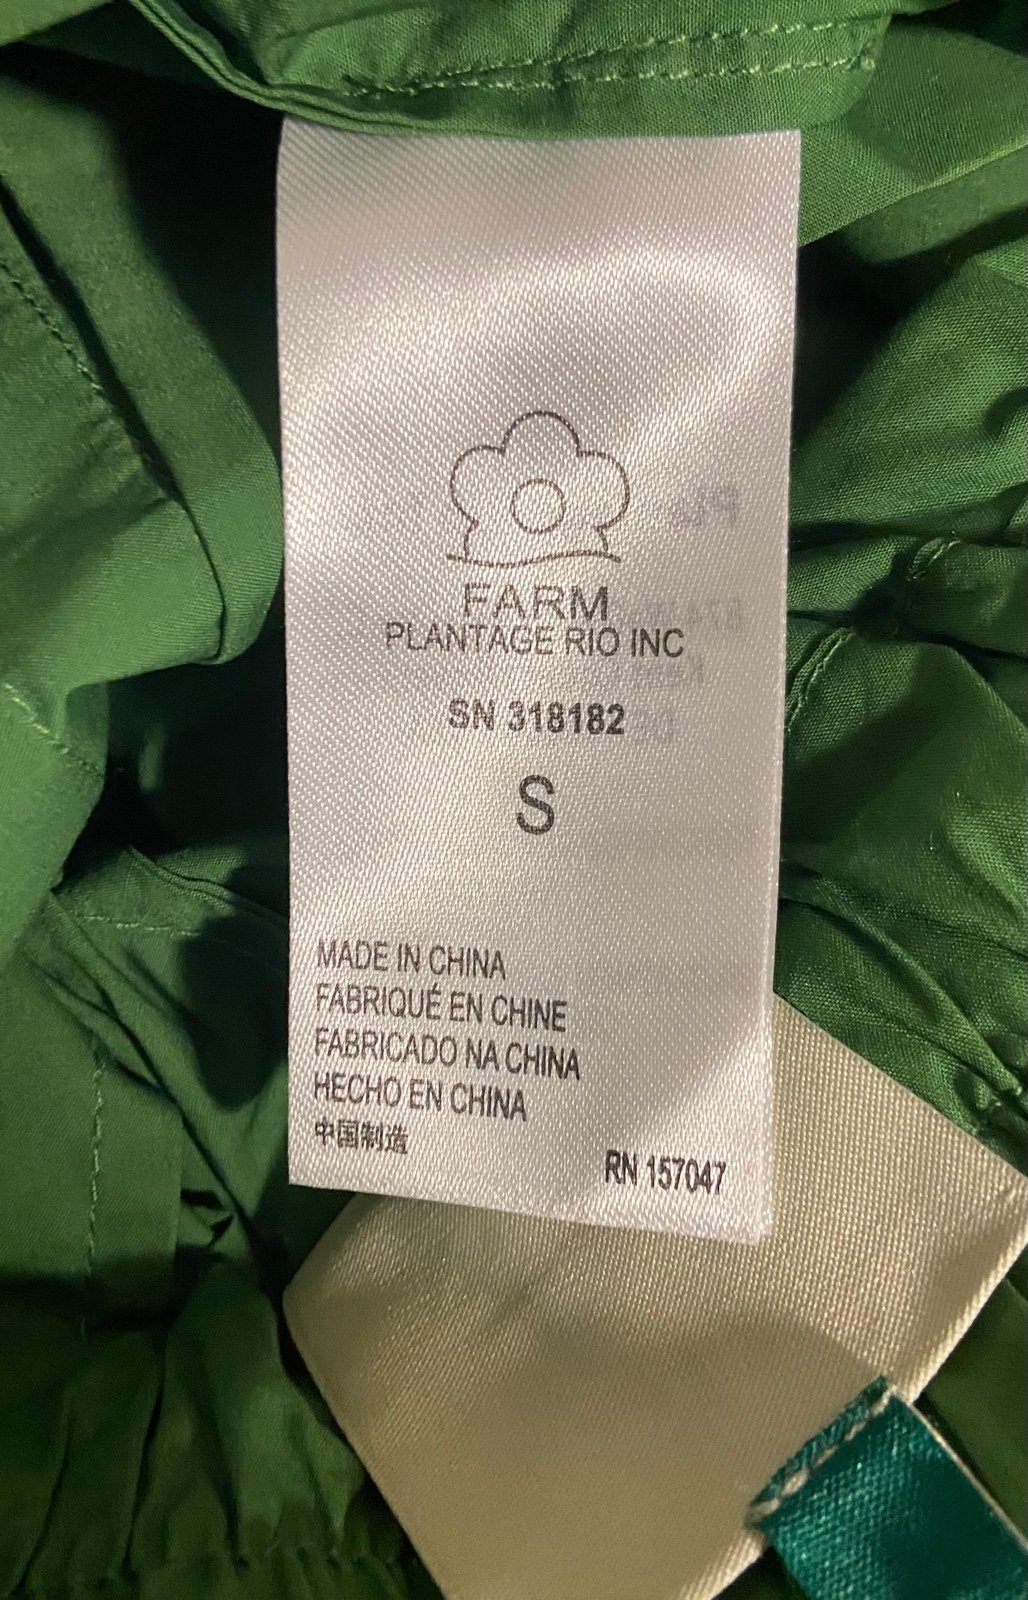 FARM
PLANTAGE RIO INC
SN 318182
S
MADE IN CHINA
FABRIQUÉ EN CHINE
FABRICADO NA CHINA
HECHO EN CHINA
中国制造
RN 157047